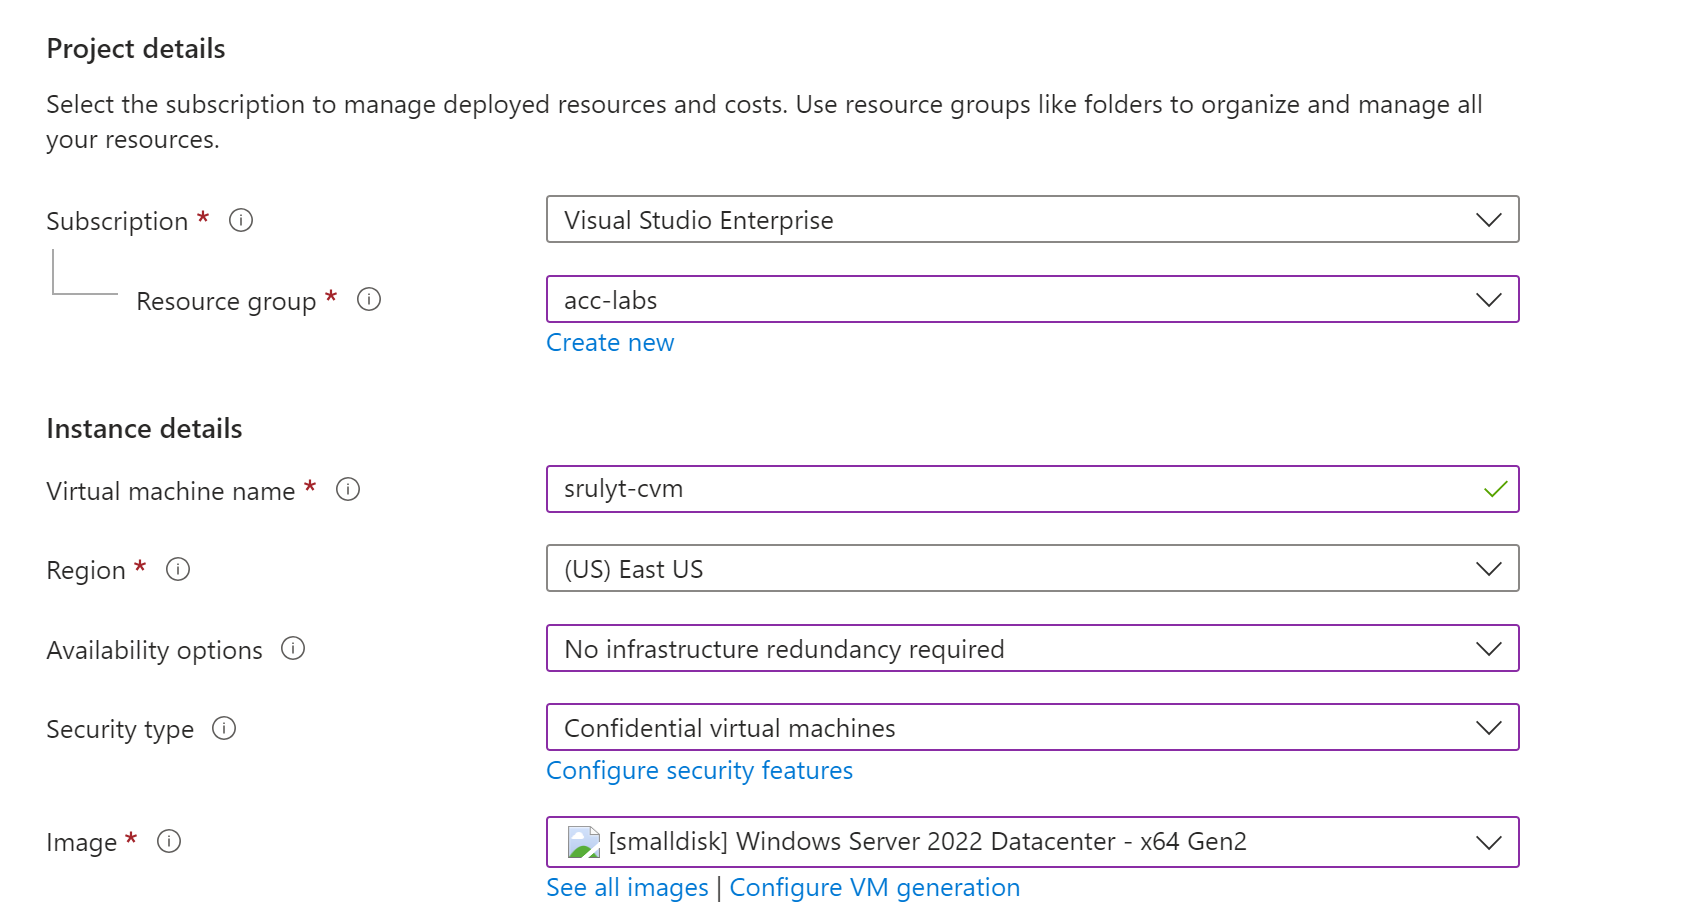 Project details
Select the subscription to manage deployed resources and costs. Use resource groups like folders to organize and manage all
your resources.
Subscription *
Visual Studio Enterprise
Resource group *
acc-labs
Create new
Instance details
Virtual machine name *
srulyt-cvm
Region *
(US) East US
Availability options
No infrastructure redundancy required
Security type
Confidential virtual machines
Configure security features
Image *
[smalldisk] Windows Server 2022 Datacenter - x64 Gen2
See all images | Configure VM generation